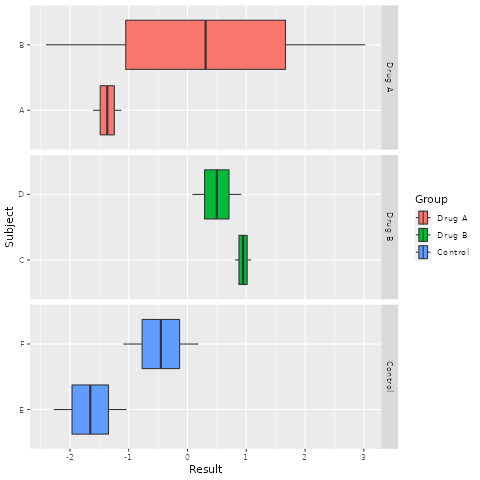 B
A
Drug A
D
C
Drug B
F
E
Control
-2 -1 0 1 2 3
Result
Subject
Group
Drug A
Drug B
Control